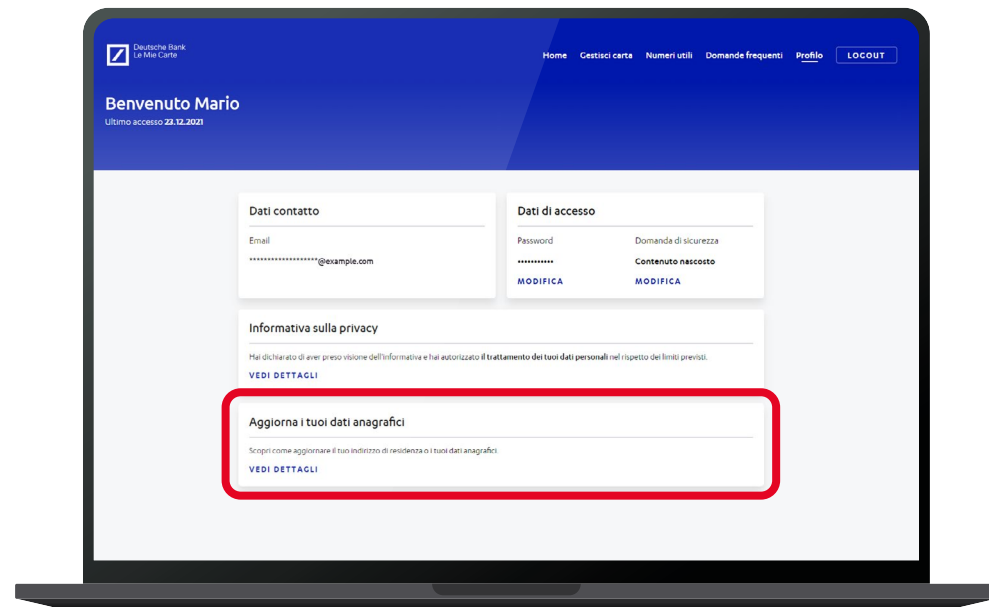 Deutsche Bank
Le Mie Carte
Home Gestisci carta Numeri utili Domande frequenti Profilo LOGOUT
Benvenuto Mario
Ultimo accesso 23.12.2021
Dati contatto
Email
******************@example.com
Dati di accesso
Password Domanda di sicurezza
••••••••••• Contenuto nascosto
MODIFICA MODIFICA
Informativa sulla privacy
Hai dichiarato di aver preso visione dell'informativa e hai autorizzato il trattamento dei tuoi dati personali nel rispetto dei limiti previsti.
VEDI DETTAGLI
Aggiorna i tuoi dati anagrafici
Scopri come aggiornare il tuo indirizzo di residenza o i tuoi dati anagrafici.
VEDI DETTAGLI